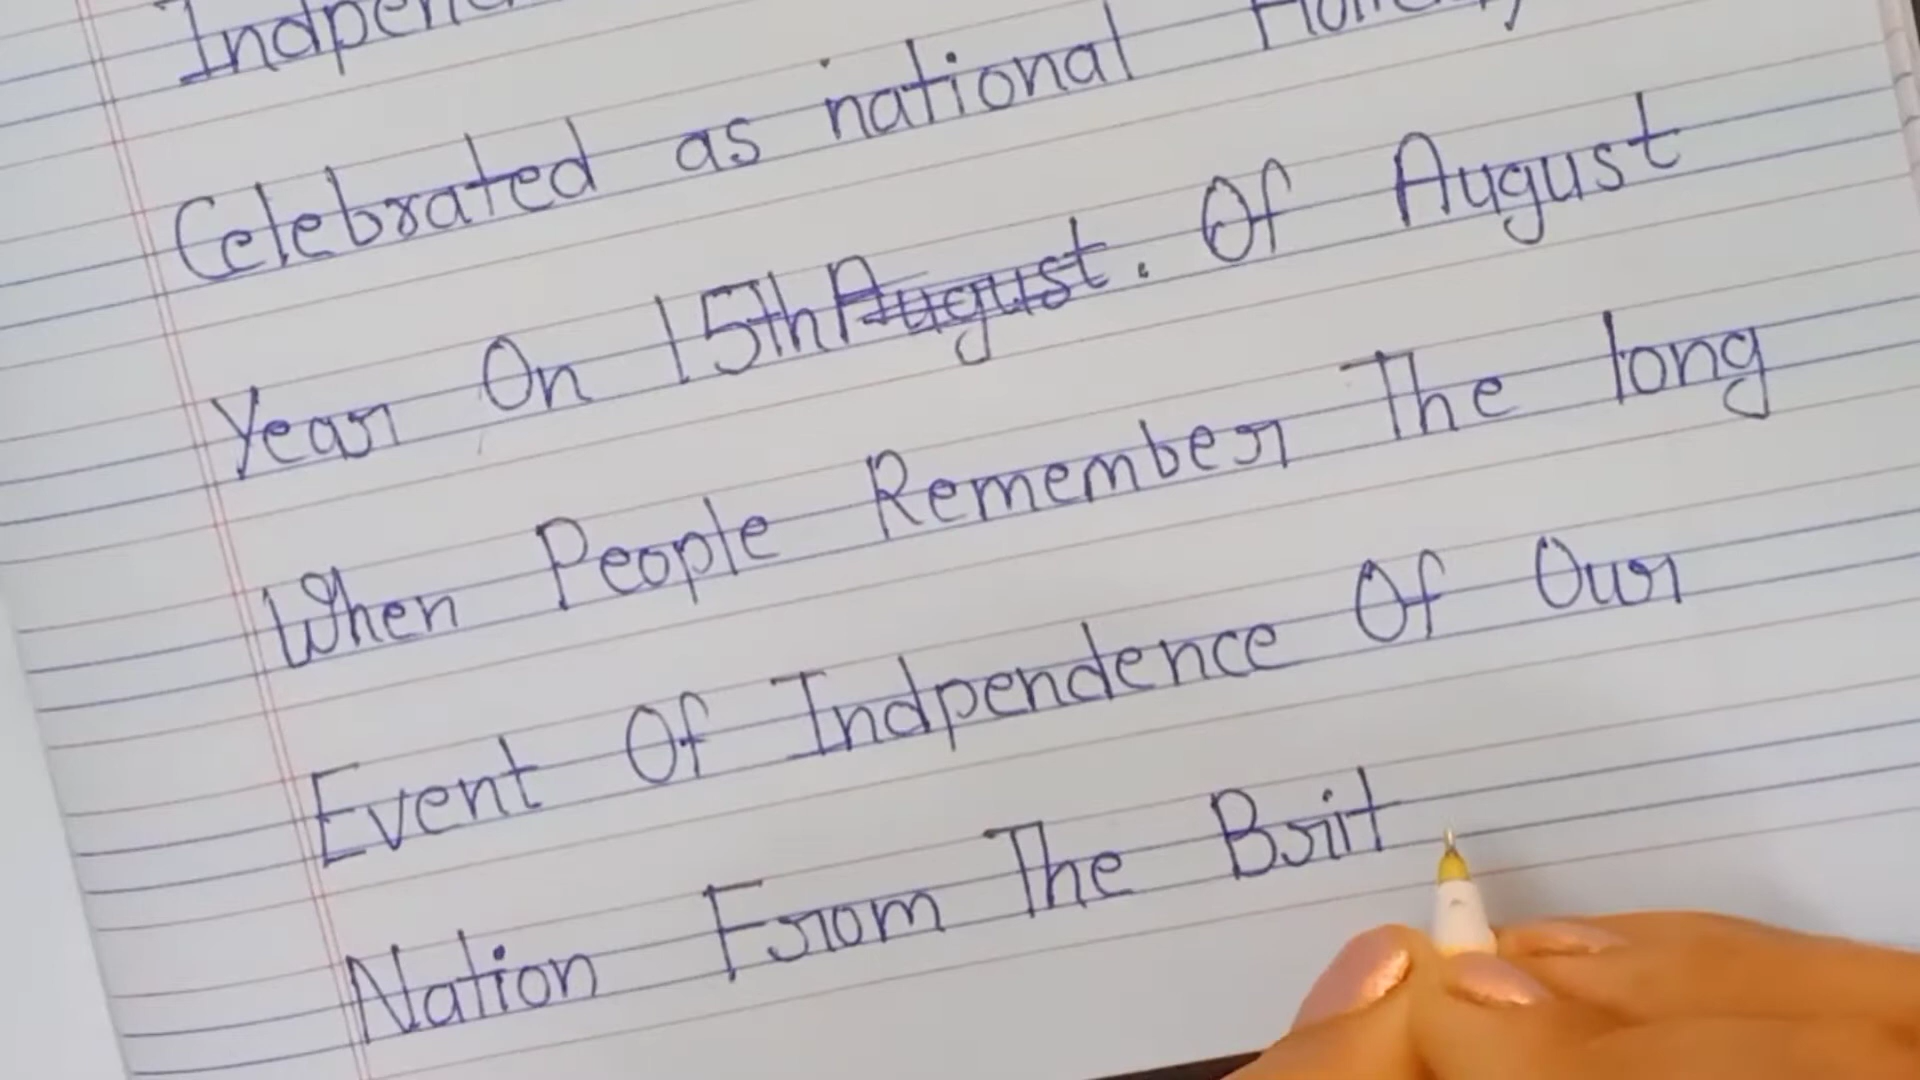 Celebrated as national
Year On 15th August. Of August
When People Remember The long
Event Of Indpendence Of Our
Nation From The Brit